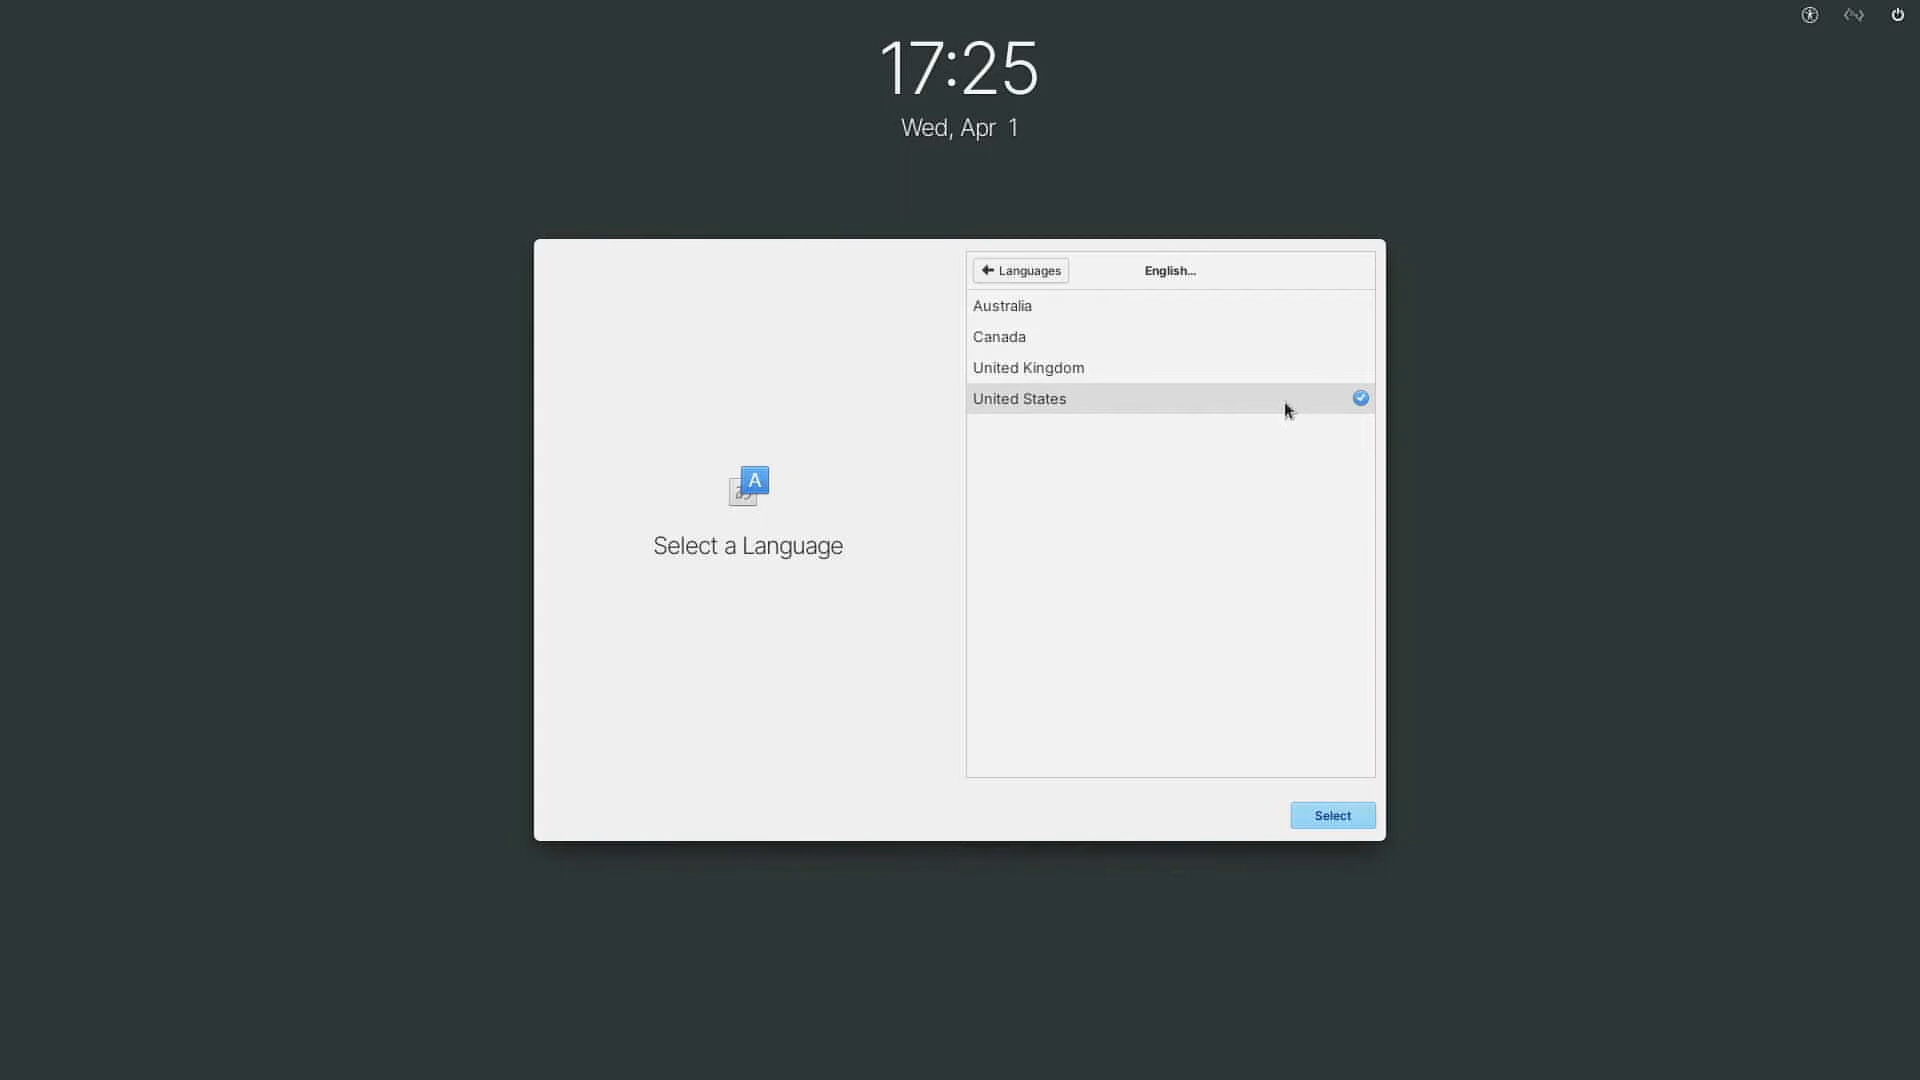 17:25
Wed, Apr 1
Languages
English...
Australia
Canada
United Kingdom
United States
A
Select a Language
Select